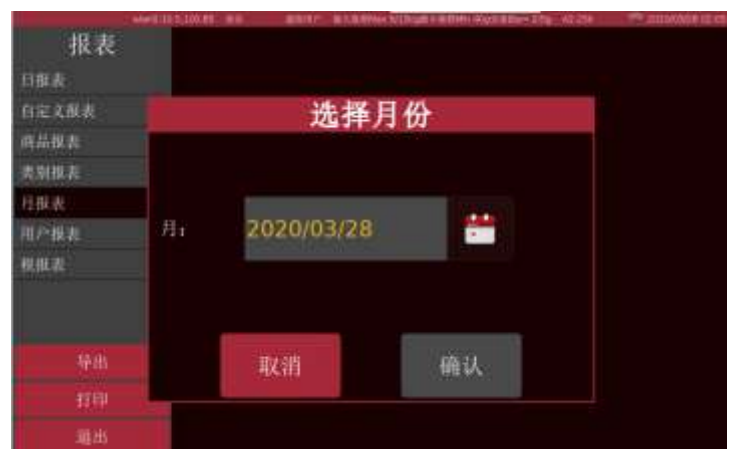 报表
日报表
自定义报表
商品报表
类别报表
月报表
用户报表
税报表
导出
打印
退出
选择月份
月:
2020/03/28
取消
确认